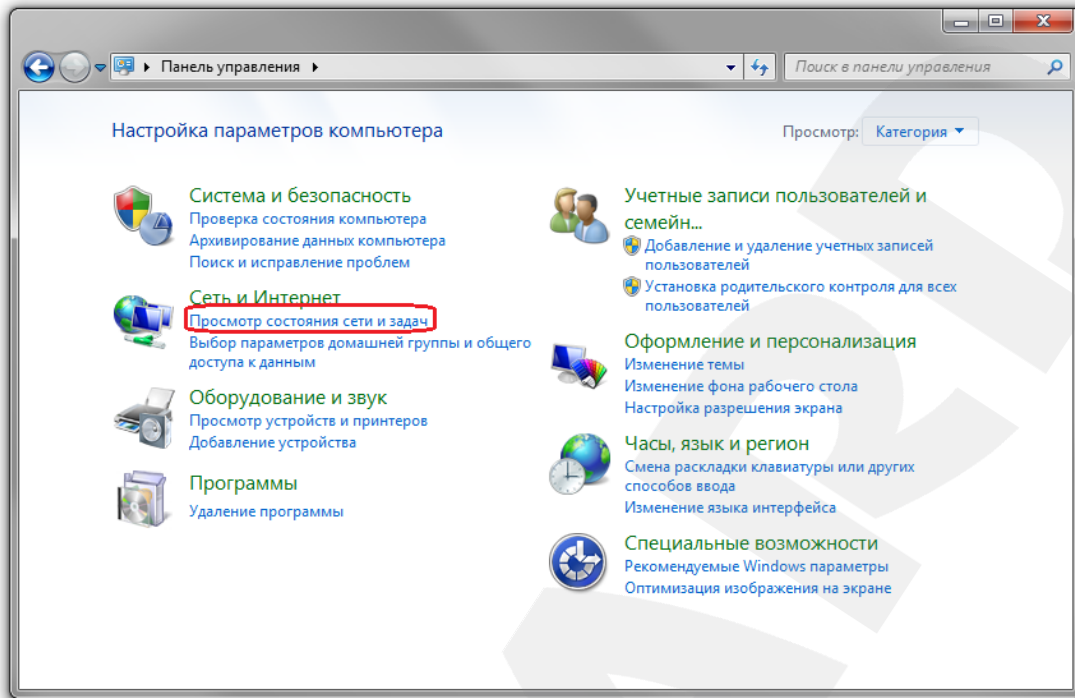 Панель управления
Поиск в панели управления
Настройка параметров компьютера
Просмотр: Категория
Система и безопасность
Проверка состояния компьютера
Архивирование данных компьютера
Поиск и исправление проблем
Сеть и Интернет
Просмотр состояния сети и задач
Выбор параметров домашней группы и общего
доступа к данным
Оборудование и звук
Просмотр устройств и принтеров
Добавление устройства
Программы
Удаление программы
Учетные записи пользователей и
семейн...
Добавление и удаление учетных записей
пользователей
Установка родительского контроля для всех
пользователей
Оформление и персонализация
Изменение темы
Изменение фона рабочего стола
Настройка разрешения экрана
Часы, язык и регион
Смена раскладки клавиатуры или других
способов ввода
Изменение языка интерфейса
Специальные возможности
Рекомендуемые Windows параметры
Оптимизация изображения на экране